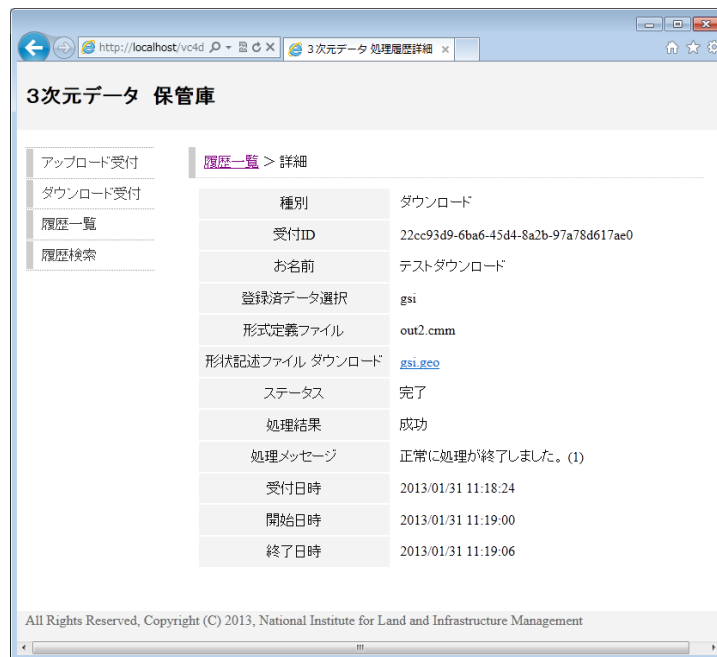 http://localhost/vc4d
3次元データ 処理履歴詳細
3次元データ 保管庫
アップロード受付
ダウンロード受付
履歴一覧
履歴検索
履歴一覧 > 詳細
種別 ダウンロード
受付ID 22cc93d9-6ba6-45d4-8a2b-97a78d617ae0
お名前 テストダウンロード
登録済データ選択 gsi
形式定義ファイル out2.cmm
形状記述ファイル ダウンロード gsi.geo
ステータス 完了
処理結果 成功
処理メッセージ 正常に処理が終了しました。(1)
受付日時 2013/01/31 11:18:24
開始日時 2013/01/31 11:19:00
終了日時 2013/01/31 11:19:06
All Rights Reserved, Copyright (C) 2013, National Institute for Land and Infrastructure Management